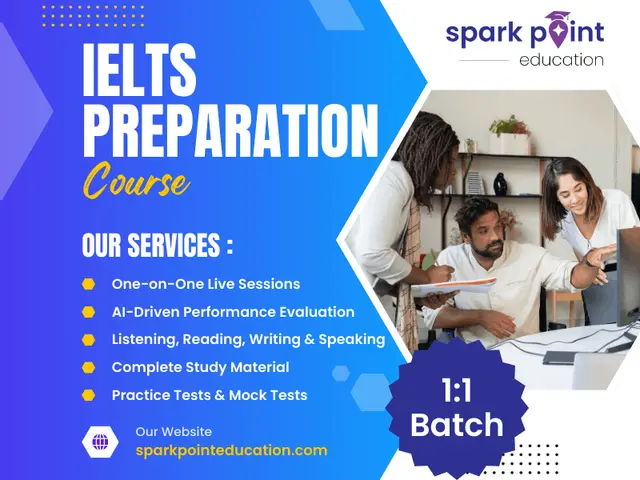 spark point
education
IELTS
PREPARATION
Course
OUR SERVICES :
One-on-One Live Sessions
AI-Driven Performance Evaluation
Listening, Reading, Writing & Speaking
Complete Study Material
Practice Tests & Mock Tests
1:1
Batch
Our Website
sparkpointeducation.com